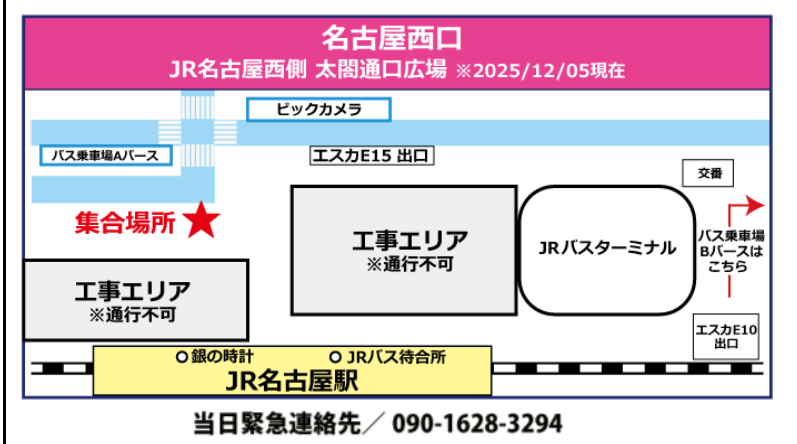 名古屋西口
JR名古屋西側 太閤通口広場 ※2025/12/05現在
ビックカメラ
バス乗車場Aバース
エスカE15 出口
交番
集合場所
工事エリア
※通行不可
JRバスターミナル
バス乗車場
Bバースは
こちら
工事エリア
※通行不可
エスカE10
出口
銀の時計
JRバス待合所
JR名古屋駅
当日緊急連絡先／ 090-1628-3294